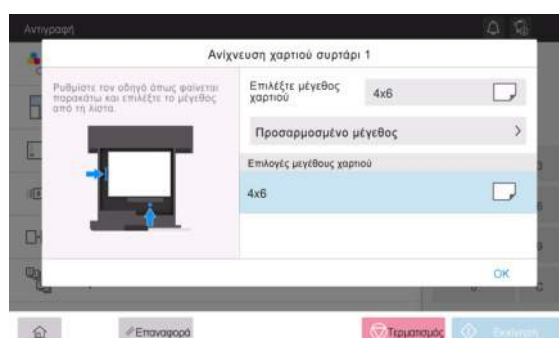 Αντιγραφή
Ανίχνευση χαρτιού συρτάρι 1
Ρυθμίστε τον οδηγό όπως φαίνεται
παρακάτω και επιλέξτε το μέγεθος
από τη λίστα.
Επιλέξτε μέγεθος
χαρτιού
4x6
Προσαρμοσμένο μέγεθος
Επιλογές μεγέθους χαρτιού
4x6
OK
Επαναφορά
Τερματισμός
Εκκίνηση